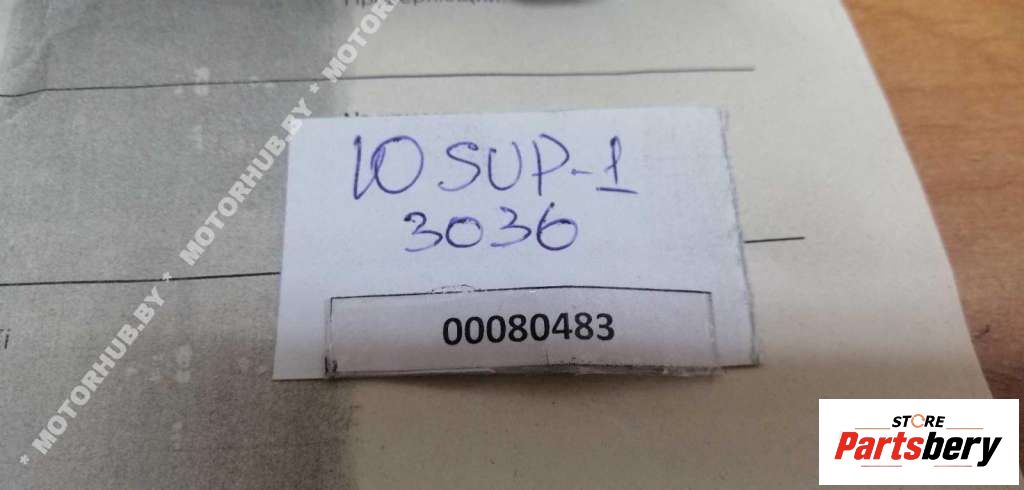 10 SUP-1
3036
00080483
* MOTORHUB.BY * MOTORHUB.BY * MOTORHUB.BY * MOTOR
STORE
Partsbery